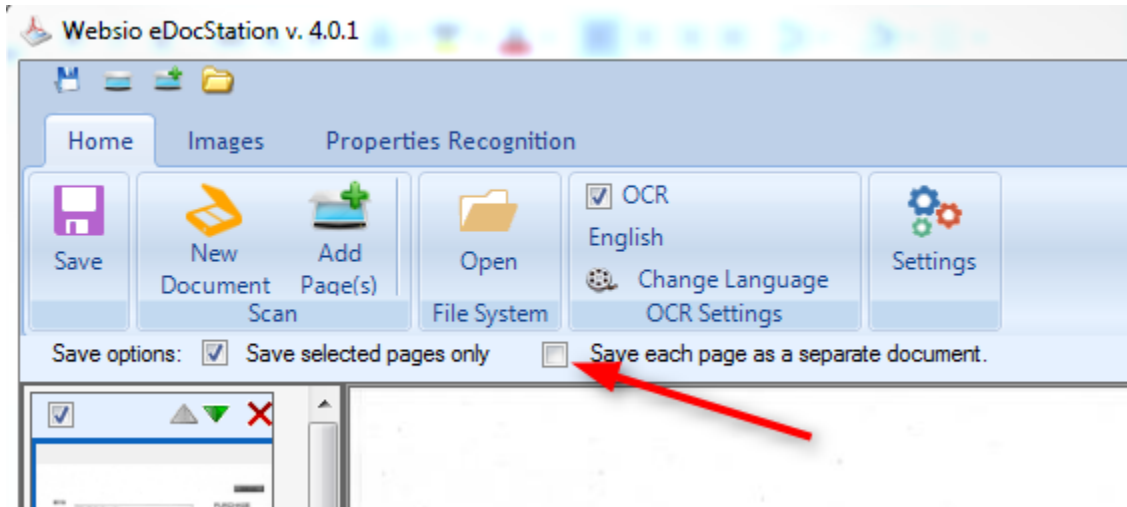 Websio eDocStation v. 4.0.1
Home Images Properties Recognition
OCR
English
Save New Document Add Page(s) Open Change Language Settings
Scan File System OCR Settings
Save options: Save selected pages only Save each page as a separate document.